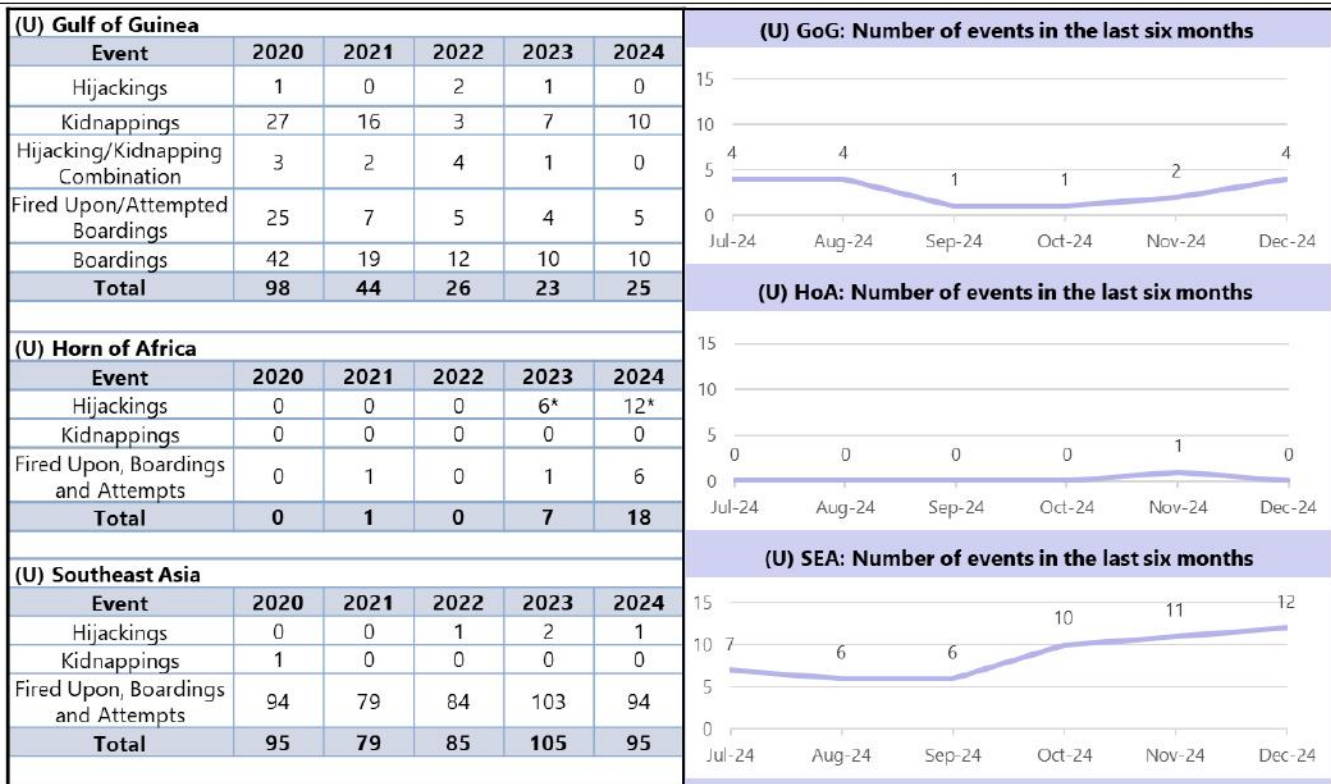 (U) Gulf of Guinea
Event 2020 2021 2022 2023 2024
Hijackings 1 0 2 1 0
Kidnappings 27 16 3 7 10
Hijacking/Kidnapping
Combination 3 2 4 1 0
Fired Upon/Attempted
Boardings 25 7 5 4 5
Boardings 42 19 12 10 10
Total 98 44 26 23 25
(U) Horn of Africa
Event 2020 2021 2022 2023 2024
Hijackings 0 0 0 6* 12*
Kidnappings 0 0 0 0 0
Fired Upon, Boardings
and Attempts 0 1 0 1 6
Total 0 1 0 7 18
(U) Southeast Asia
Event 2020 2021 2022 2023 2024
Hijackings 0 0 1 2 1
Kidnappings 1 0 0 0 0
Fired Upon, Boardings
and Attempts 94 79 84 103 94
Total 95 79 85 105 95
(U) GoG: Number of events in the last six months
15
10
5
0
4 4 1 1 2 4
Jul-24 Aug-24 Sep-24 Oct-24 Nov-24 Dec-24
(U) HoA: Number of events in the last six months
15
10
5
0
0 0 0 0 1 0
Jul-24 Aug-24 Sep-24 Oct-24 Nov-24 Dec-24
(U) SEA: Number of events in the last six months
15
10
5
0
7 6 6 10 11 12
Jul-24 Aug-24 Sep-24 Oct-24 Nov-24 Dec-24